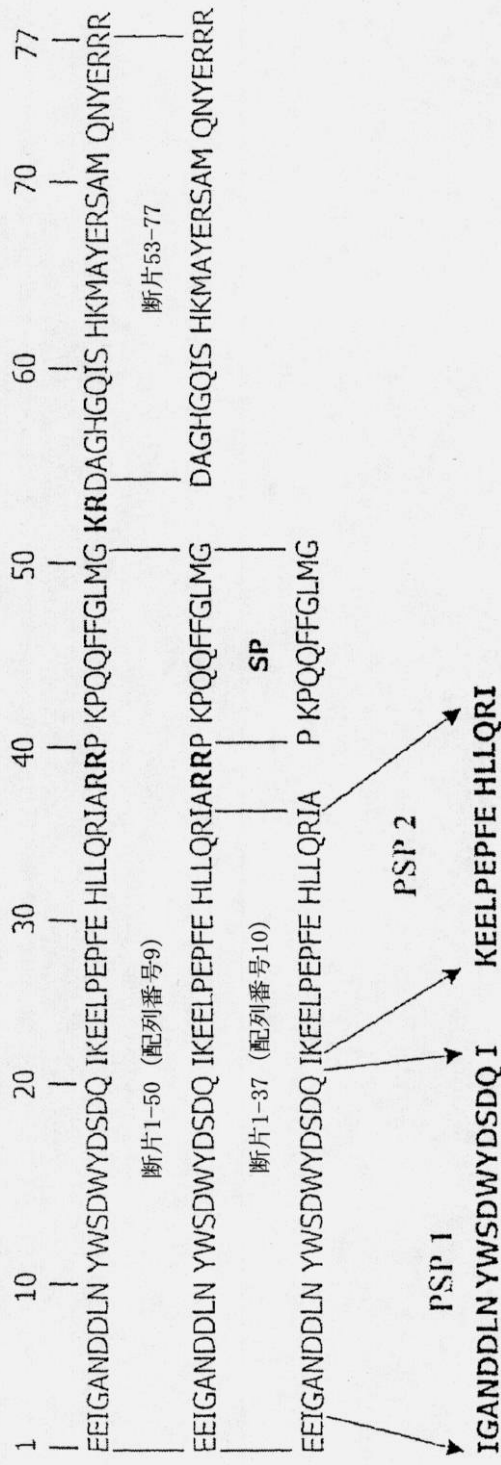 1 10 20 30 40 50 60 70 77
EEIGANDDLN YWSDWYDSDQ IKEELPEPFE HLLQRIARRP KPQQFFGLMG KRDAGHGQIS HKMAYERSAM QNYERRR
断片1-50（配列番号9） 断片53-77
EEIGANDDLN YWSDWYDSDQ IKEELPEPFE HLLQRIARRP KPQQFFGLMG DAGHGQIS HKMAYERSAM QNYERRR
断片1-37（配列番号10） SP
EEIGANDDLN YWSDWYDSDQ IKEELPEPFE HLLQRIA P KPQQFFGLMG
PSP 1 PSP 2
IGANDDLN YWSDWYDSDQ I KEELPEPFE HLLQRI